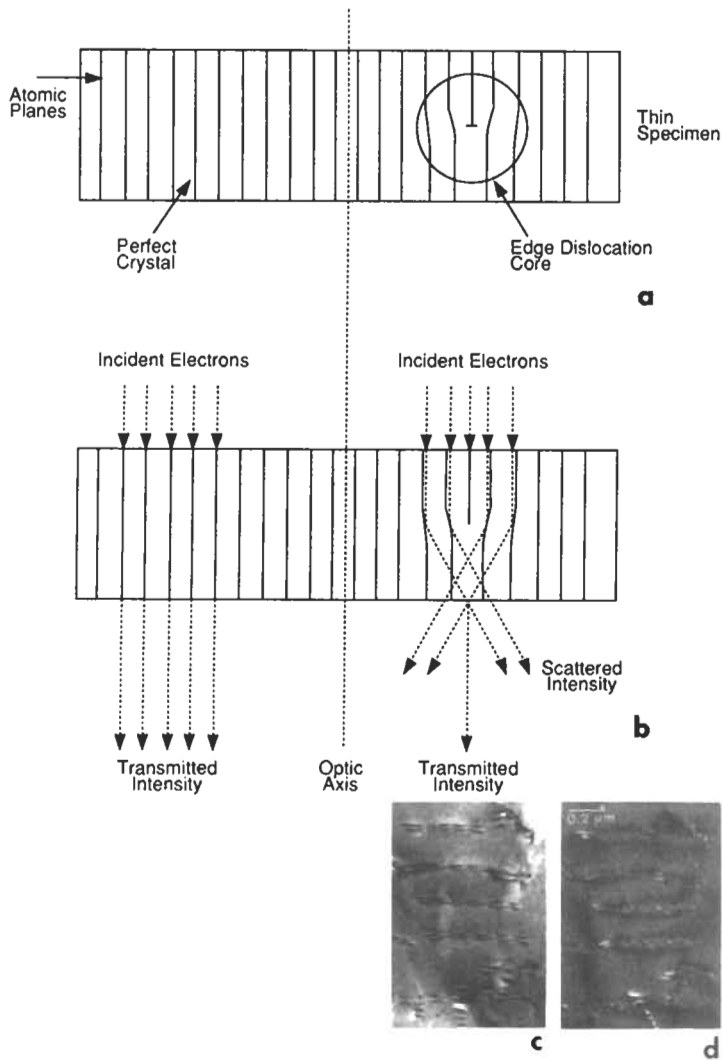 Atomic
Planes
Thin
Specimen
Perfect
Crystal
Edge Dislocation
Core
a
Incident Electrons
Incident Electrons
Scattered
Intensity
b
Transmitted
Intensity
Optic
Axis
Transmitted
Intensity
0.2 μm
c
d